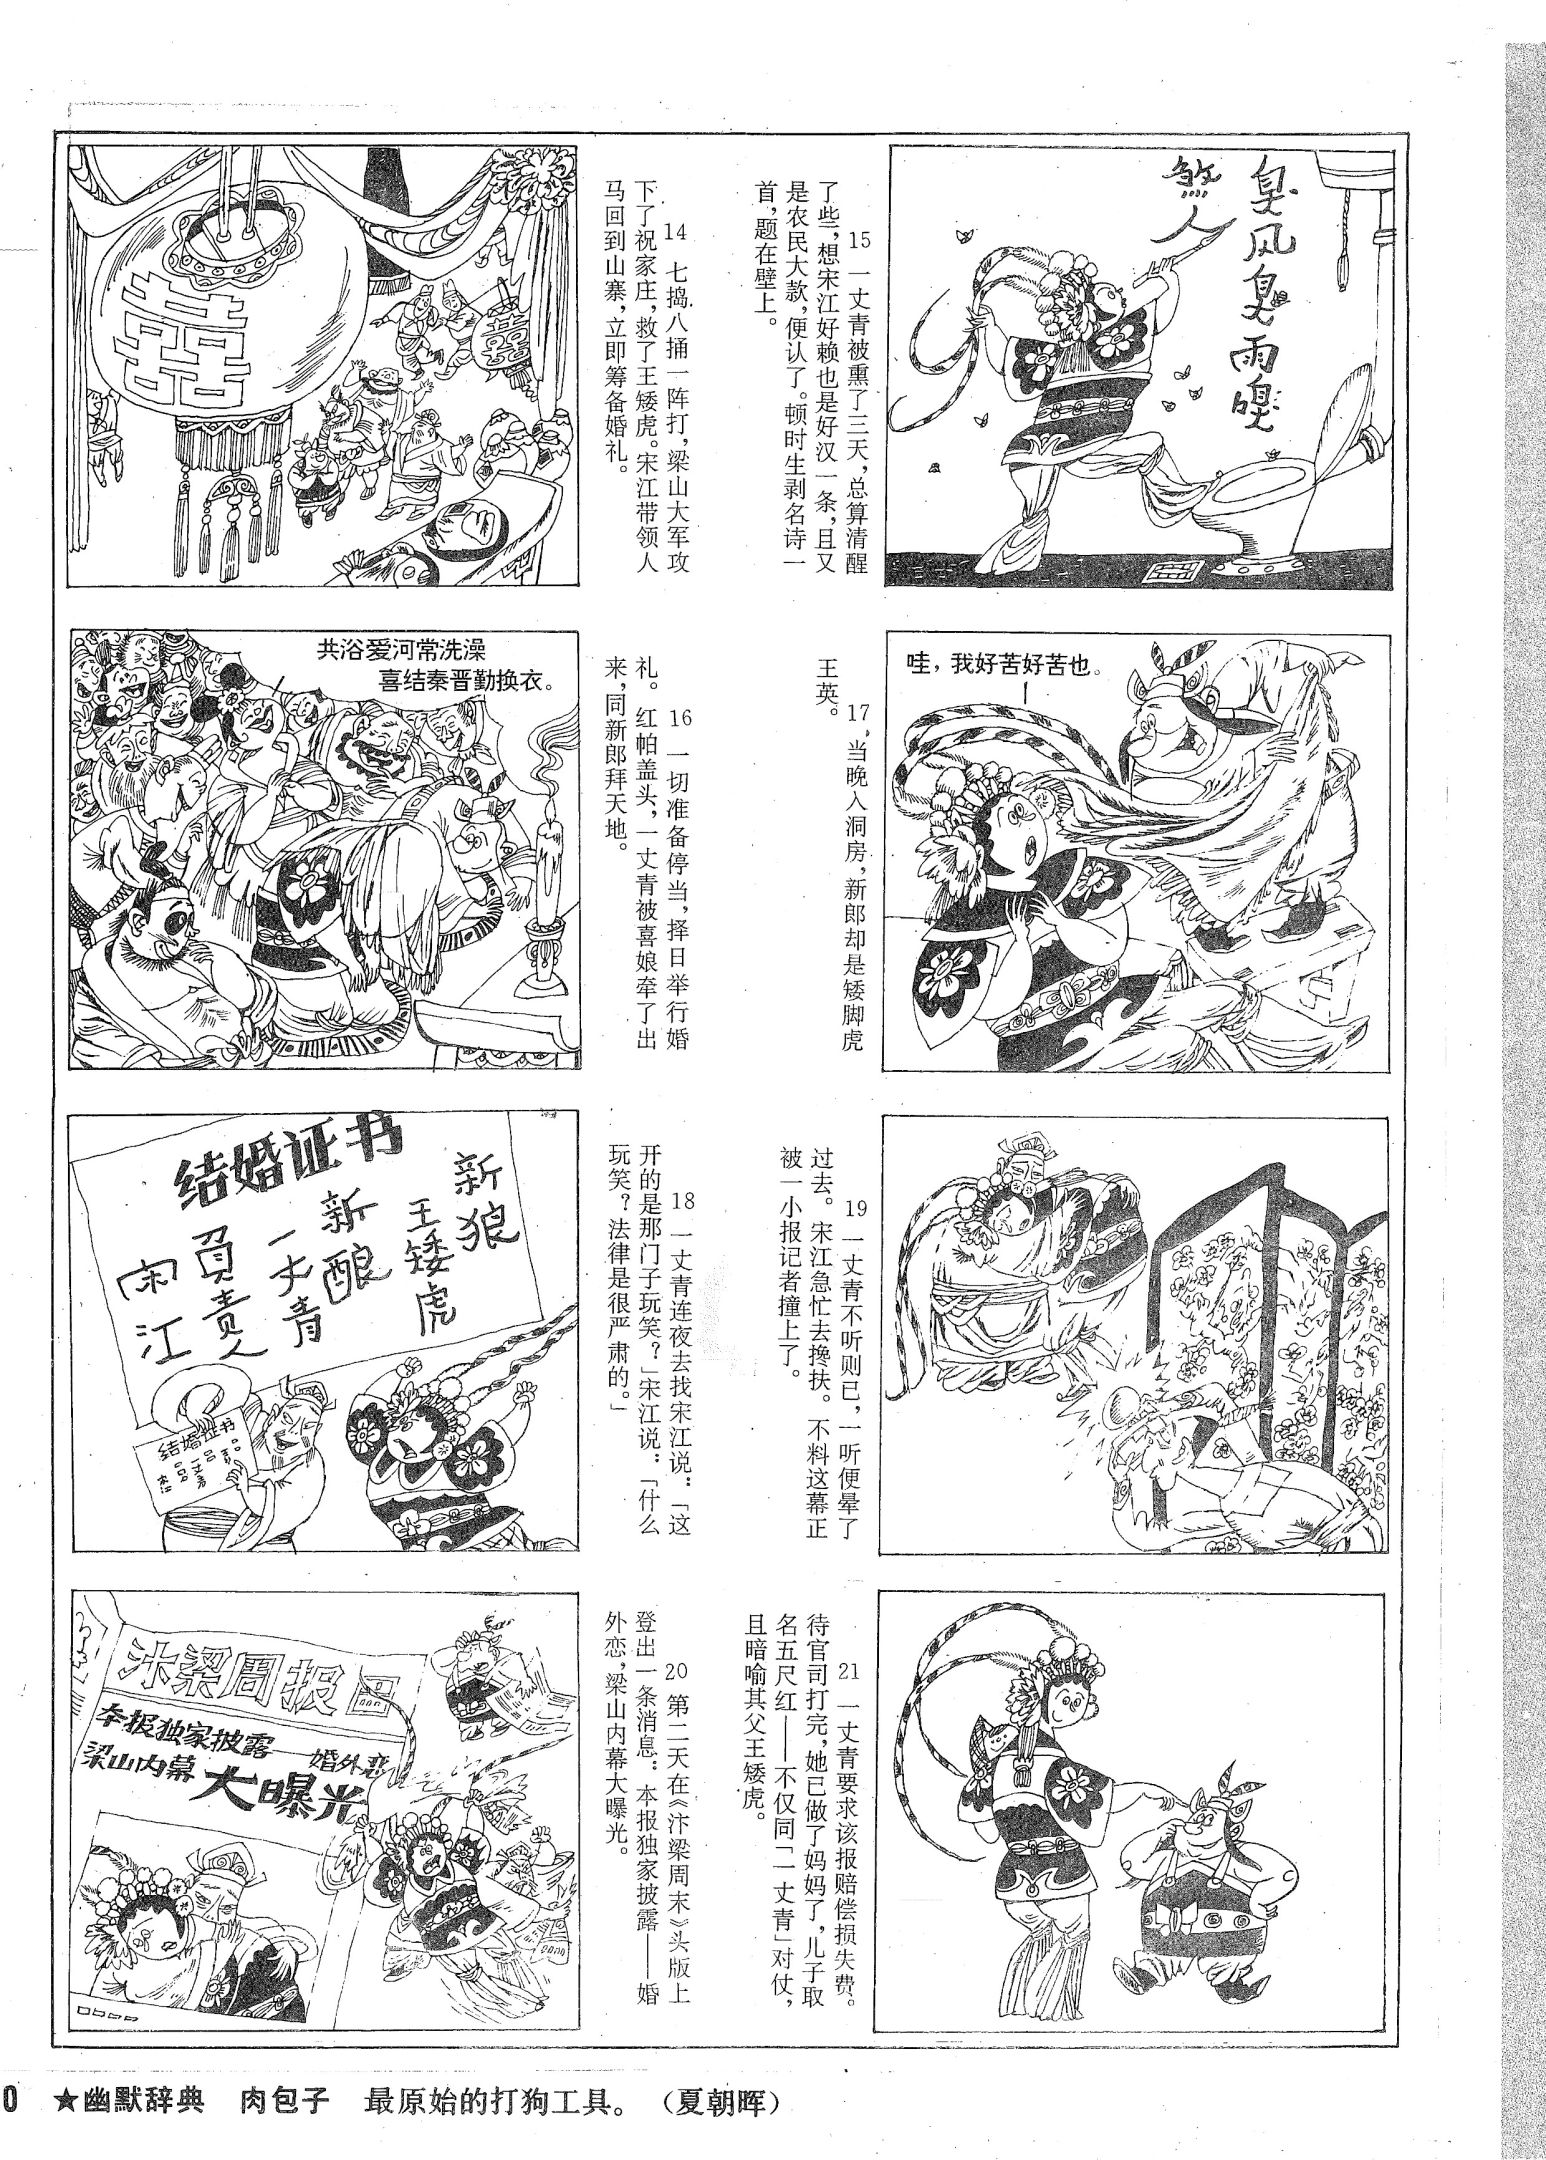 14 七捣八捅一阵打，梁山大军攻
下了祝家庄，救了王矮虎。宋江带领人
马回到山寨，立即筹备婚礼。
囍
囍
15 一丈青被熏了三天，总算清醒
了些，想宋江好赖也是好汉一条，且又
是农民大款，便认了。顿时生剥名诗一
首，题在壁上。
臭风臭雨嗅
煞人
16 一切准备停当，择日举行婚
礼。红帕盖头，一丈青被喜娘牵了出
来，同新郎拜天地。
共浴爱河常洗澡
喜结秦晋勤换衣。
17 当晚入洞房，新郎却是矮脚虎
王英。
哇，我好苦好苦也。
18 一丈青连夜去找宋江说：「这
开的是那门子玩笑？」宋江说：「什么
玩笑？法律是很严肃的。」
结婚证书
新狼
王矮虎
新酿
一丈青
负责人
宋江
结婚证书
19 一丈青不听则已，一听便晕了
过去。宋江急忙去搀扶。不料这幕正
被一小报记者撞上了。
20 第二天在《汴梁周末》头版上
登出一条消息：本报独家披露——婚
外恋，梁山内幕大曝光。
汴梁周报
本报独家披露——婚外恋
梁山内幕大曝光
21 一丈青要求该报赔偿损失费。
待官司打完，她已做了妈妈了，儿子取
名五尺红——不仅同「一丈青」对仗，
且暗喻其父王矮虎。
0 ★幽默辞典 肉包子 最原始的打狗工具。（夏朝晖）